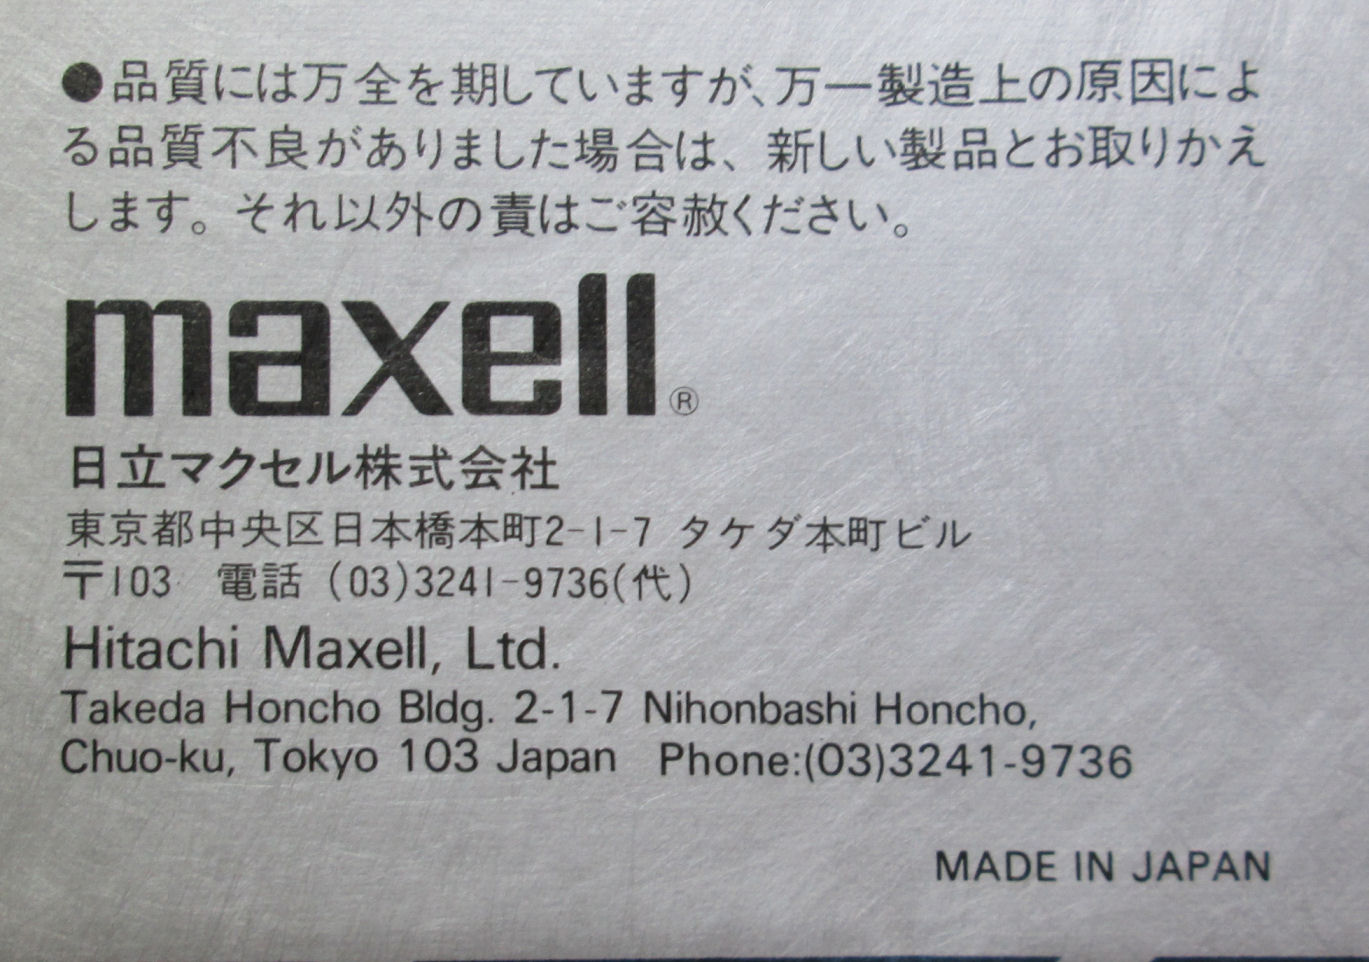 ●品質には万全を期していますが、万一製造上の原因によ
る品質不良がありました場合は、新しい製品とお取りかえ
します。それ以外の責はご容赦ください。
maxell®
日立マクセル株式会社
東京都中央区日本橋本町2-1-7 タケダ本町ビル
〒103 電話 (03)3241-9736(代)
Hitachi Maxell, Ltd.
Takeda Honcho Bldg. 2-1-7 Nihonbashi Honcho,
Chuo-ku, Tokyo 103 Japan Phone:(03)3241-9736
MADE IN JAPAN